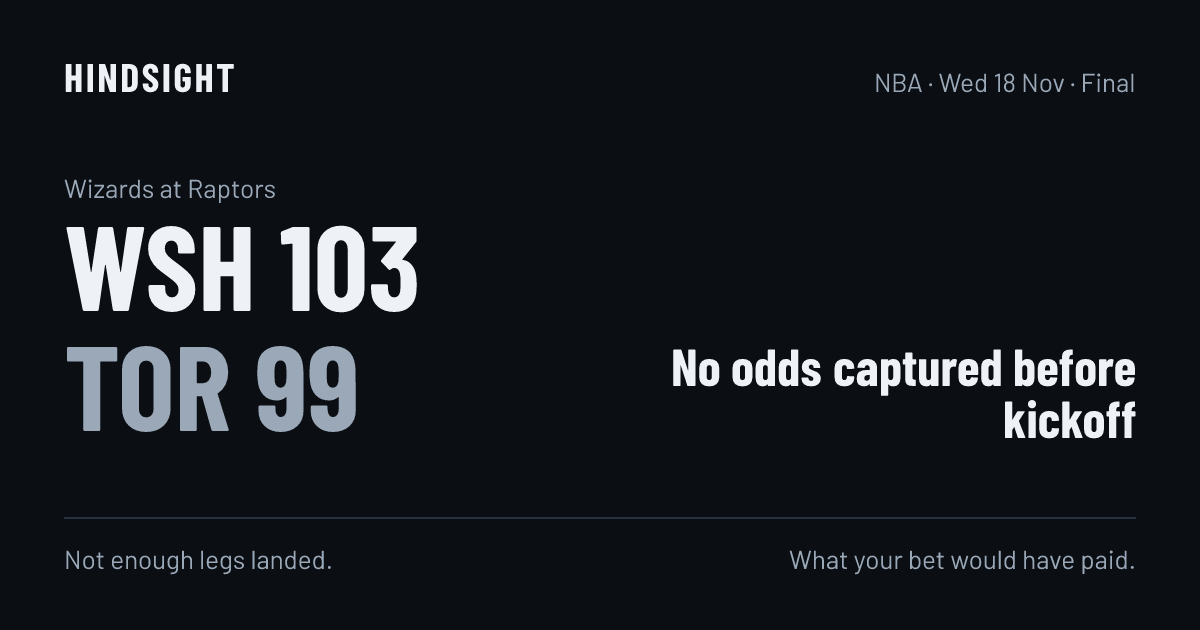 HINDSIGHT
NBA · Wed 18 Nov · Final
Wizards at Raptors
WSH 103
TOR 99
No odds captured before
kickoff
Not enough legs landed.
What your bet would have paid.